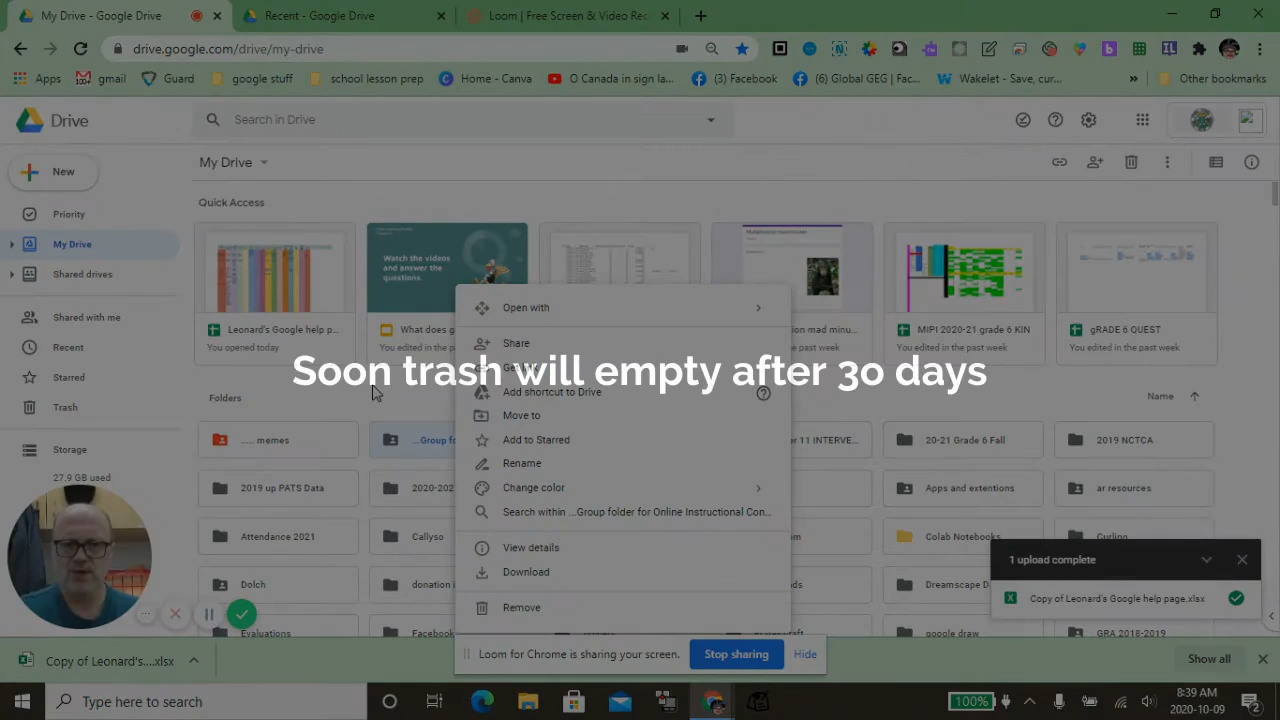 My Drive - Google Drive
Recent - Google Drive
Loom | Free Screen & Video Rec
drive.google.com/drive/my-drive
Apps
gmail
Guard
google stuff
school lesson prep
Home - Canva
O Canada in sign la...
(3) Facebook
(6) Global GEG | Fac...
Wakelet - Save, cur...
»
Other bookmarks
Drive
Search in Drive
New
My Drive
Priority
My Drive
Shared drives
Shared with me
Recent
Starred
Trash
Storage
27.9 GB used
Quick Access
Watch the videos
and answer the
questions.
Leonard's Google help p...
You opened today
What does g
You edited in the
ion mad minu...
past week
MIPI 2020-21 grade 6 KIN
You edited in the past week
gRADE 6 QUEST
You edited in the past week
Open with
Share
Add shortcut to Drive
Move to
Add to Starred
Rename
Change color
Search within ...Group folder for Online Instructional Con...
View details
Download
Remove
Soon trash will empty after 30 days
Folders
Name
..... memes
...Group fo
r 11 INTERVE...
20-21 Grade 6 Fall
2019 NCTCA
2019 up PATS Data
2020-202
Apps and extentions
ar resources
Attendance 2021
Callyso
Colab Notebooks
Curling
Dolch
donation i
Dreamscape D
Evaluations
Facebook
google draw
GRA 2018-2019
1 upload complete
Copy of Leonard's Google help page.xlsx
Loom for Chrome is sharing your screen.
Stop sharing
Hide
Copy of Leonard's....xlsx
Show all
Type here to search
100%
8:39 AM
2020-10-09
2